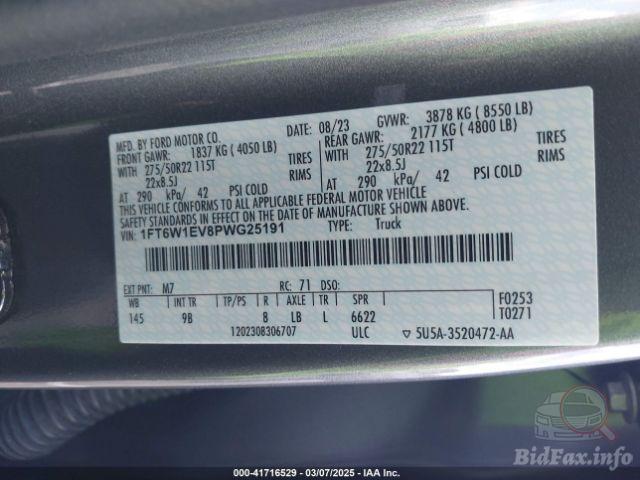 MFD. BY FORD MOTOR CO.
DATE: 08/23
GVWR: 3878 KG ( 8550 LB)
FRONT GAWR: 1837 KG ( 4050 LB)
REAR GAWR: 2177 KG ( 4800 LB)
WITH 275/50R22 115T TIRES
WITH 275/50R22 115T TIRES
22x8.5J RIMS
22x8.5J RIMS
AT 290 kPa/ 42 PSI COLD
AT 290 kPa/ 42 PSI COLD
THIS VEHICLE CONFORMS TO ALL APPLICABLE FEDERAL MOTOR VEHICLE
SAFETY STANDARDS IN EFFECT ON THE DATE OF MANUFACTURE SHOWN ABOVE.
VIN: 1FT6W1EV8PWG25191
TYPE: Truck
EXT PNT: M7 RC: 71 DSO:
WB INT TR TP/PS R AXLE TR SPR
145 9B 8 LB L 6622
F0253
T0271
1202308306707 ULC 5U5A-3520472-AA
BidFax.info
000-41716529 - 03/07/2025 - IAA Inc.